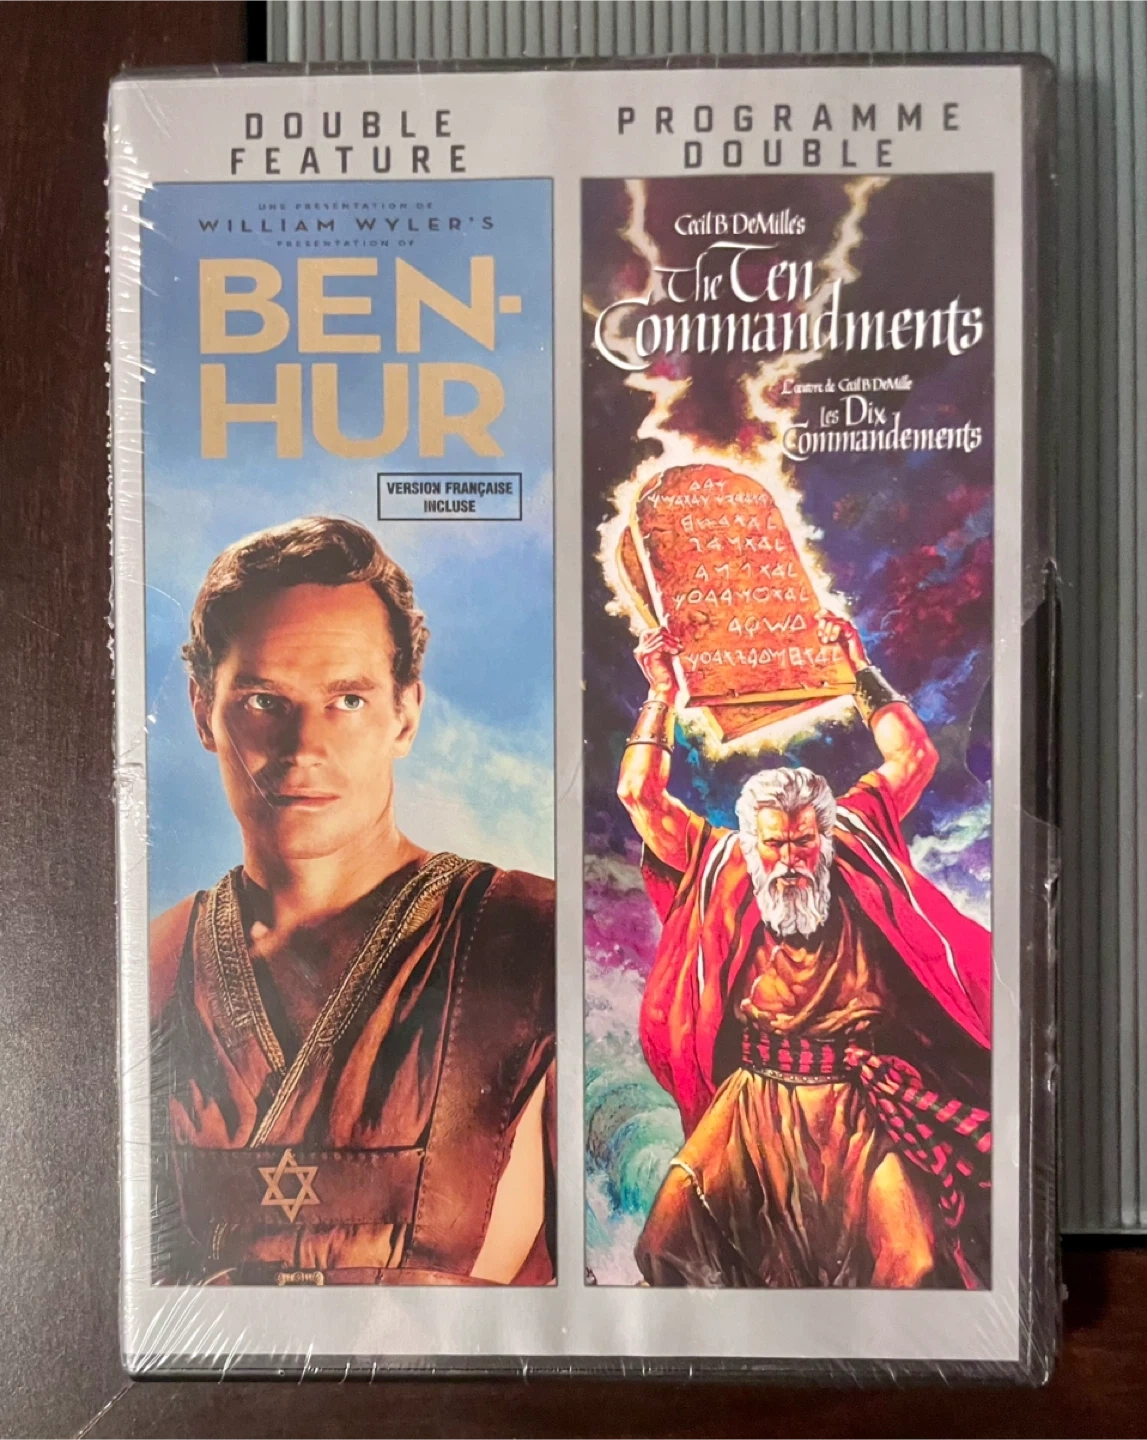 DOUBLE
FEATURE
PROGRAMME
DOUBLE
UNE PRÉSENTATION DE
WILLIAM WYLER'S
PRESENTATION OF
BEN-
HUR
VERSION FRANÇAISE
INCLUSE
Cecil B DeMille's
The Ten
Commandments
L'œuvre de Cecil B DeMille
Les Dix
Commandements